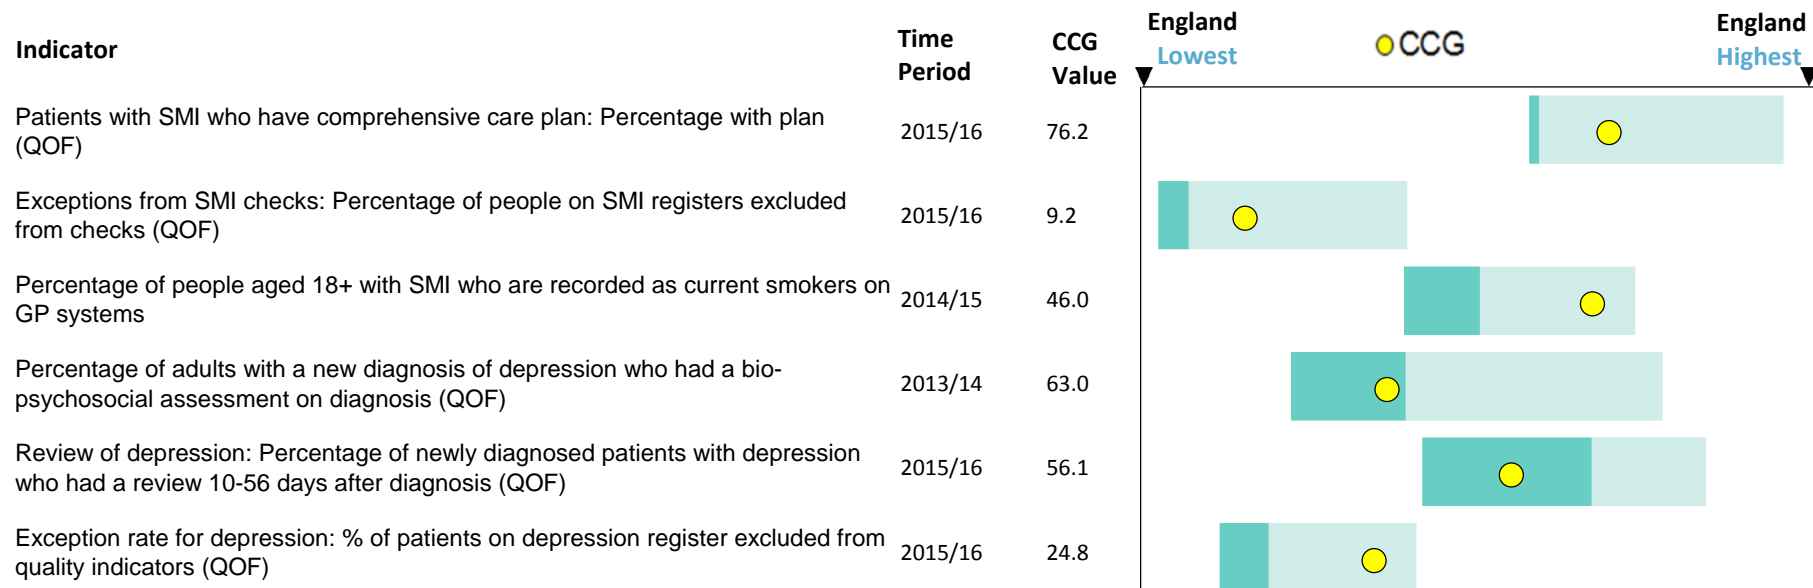 Indicator
Time
Period
CCG
Value
England
Lowest
CCG
England
Highest
Patients with SMI who have comprehensive care plan: Percentage with plan
(QOF)
2015/16
76.2
Exceptions from SMI checks: Percentage of people on SMI registers excluded
from checks (QOF)
2015/16
9.2
Percentage of people aged 18+ with SMI who are recorded as current smokers on
GP systems
2014/15
46.0
Percentage of adults with a new diagnosis of depression who had a bio-
psychosocial assessment on diagnosis (QOF)
2013/14
63.0
Review of depression: Percentage of newly diagnosed patients with depression
who had a review 10-56 days after diagnosis (QOF)
2015/16
56.1
Exception rate for depression: % of patients on depression register excluded from
quality indicators (QOF)
2015/16
24.8